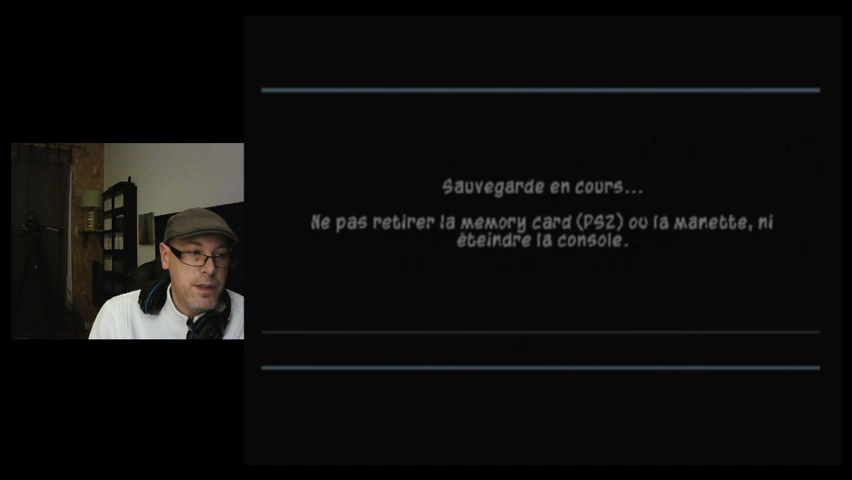 Sauvegarde en cours...
Ne pas retirer la memory card (PS2) ou la manette, ni
éteindre la console.